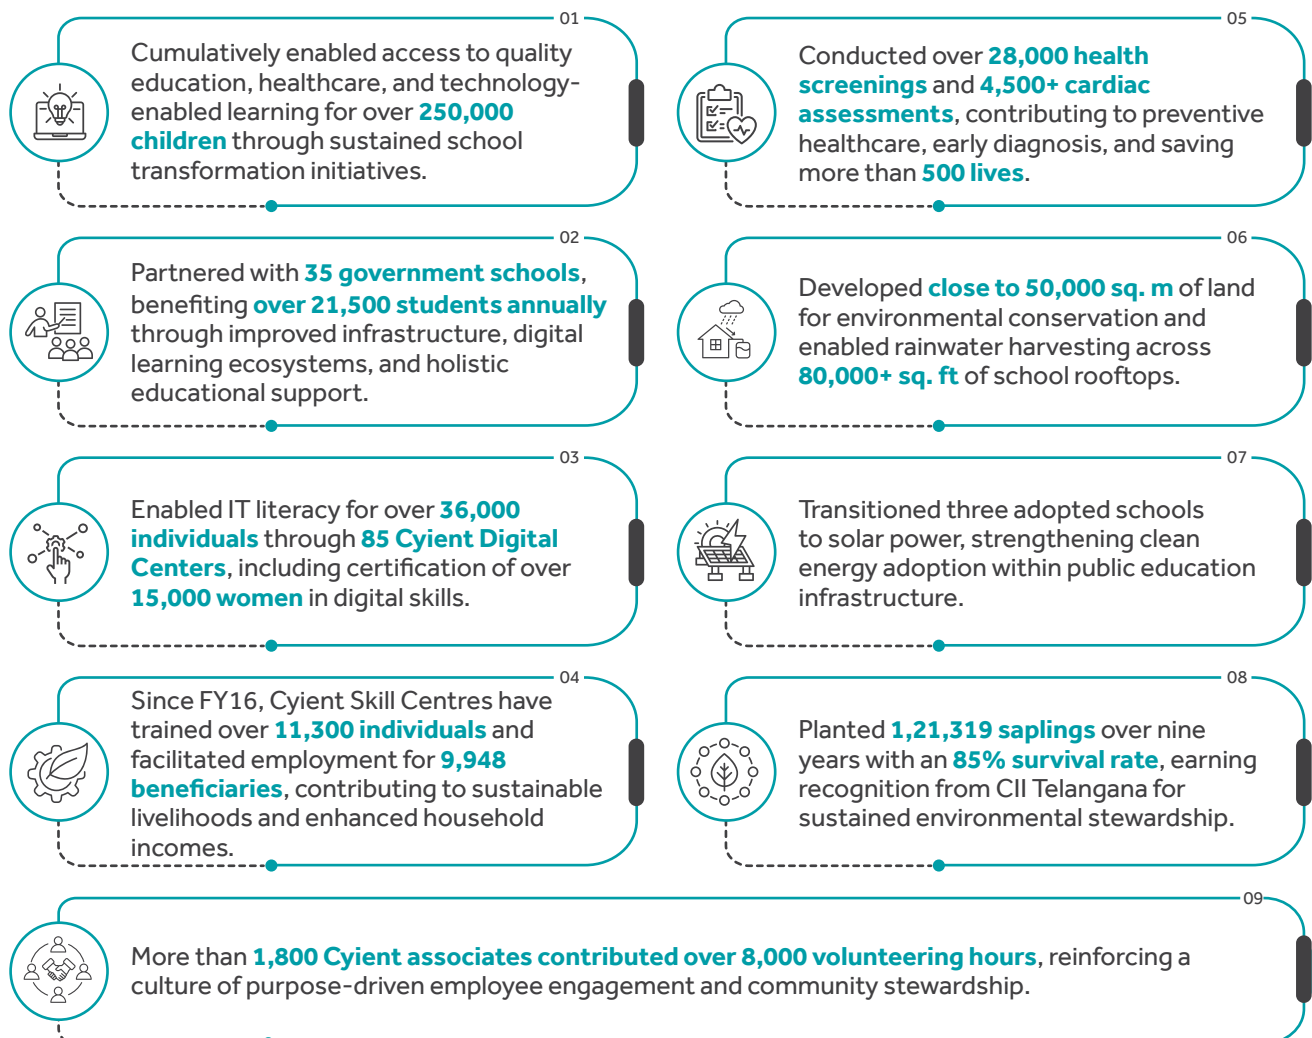 01
Cumulatively enabled access to quality
education, healthcare, and technology-
enabled learning for over 250,000
children through sustained school
transformation initiatives.
02
Partnered with 35 government schools,
benefiting over 21,500 students annually
through improved infrastructure, digital
learning ecosystems, and holistic
educational support.
03
Enabled IT literacy for over 36,000
individuals through 85 Cyient Digital
Centers, including certification of over
15,000 women in digital skills.
04
Since FY16, Cyient Skill Centres have
trained over 11,300 individuals and
facilitated employment for 9,948
beneficiaries, contributing to sustainable
livelihoods and enhanced household
incomes.
05
Conducted over 28,000 health
screenings and 4,500+ cardiac
assessments, contributing to preventive
healthcare, early diagnosis, and saving
more than 500 lives.
06
Developed close to 50,000 sq. m of land
for environmental conservation and
enabled rainwater harvesting across
80,000+ sq. ft of school rooftops.
07
Transitioned three adopted schools
to solar power, strengthening clean
energy adoption within public education
infrastructure.
08
Planted 1,21,319 saplings over nine
years with an 85% survival rate, earning
recognition from CII Telangana for
sustained environmental stewardship.
09
More than 1,800 Cyient associates contributed over 8,000 volunteering hours, reinforcing a
culture of purpose-driven employee engagement and community stewardship.